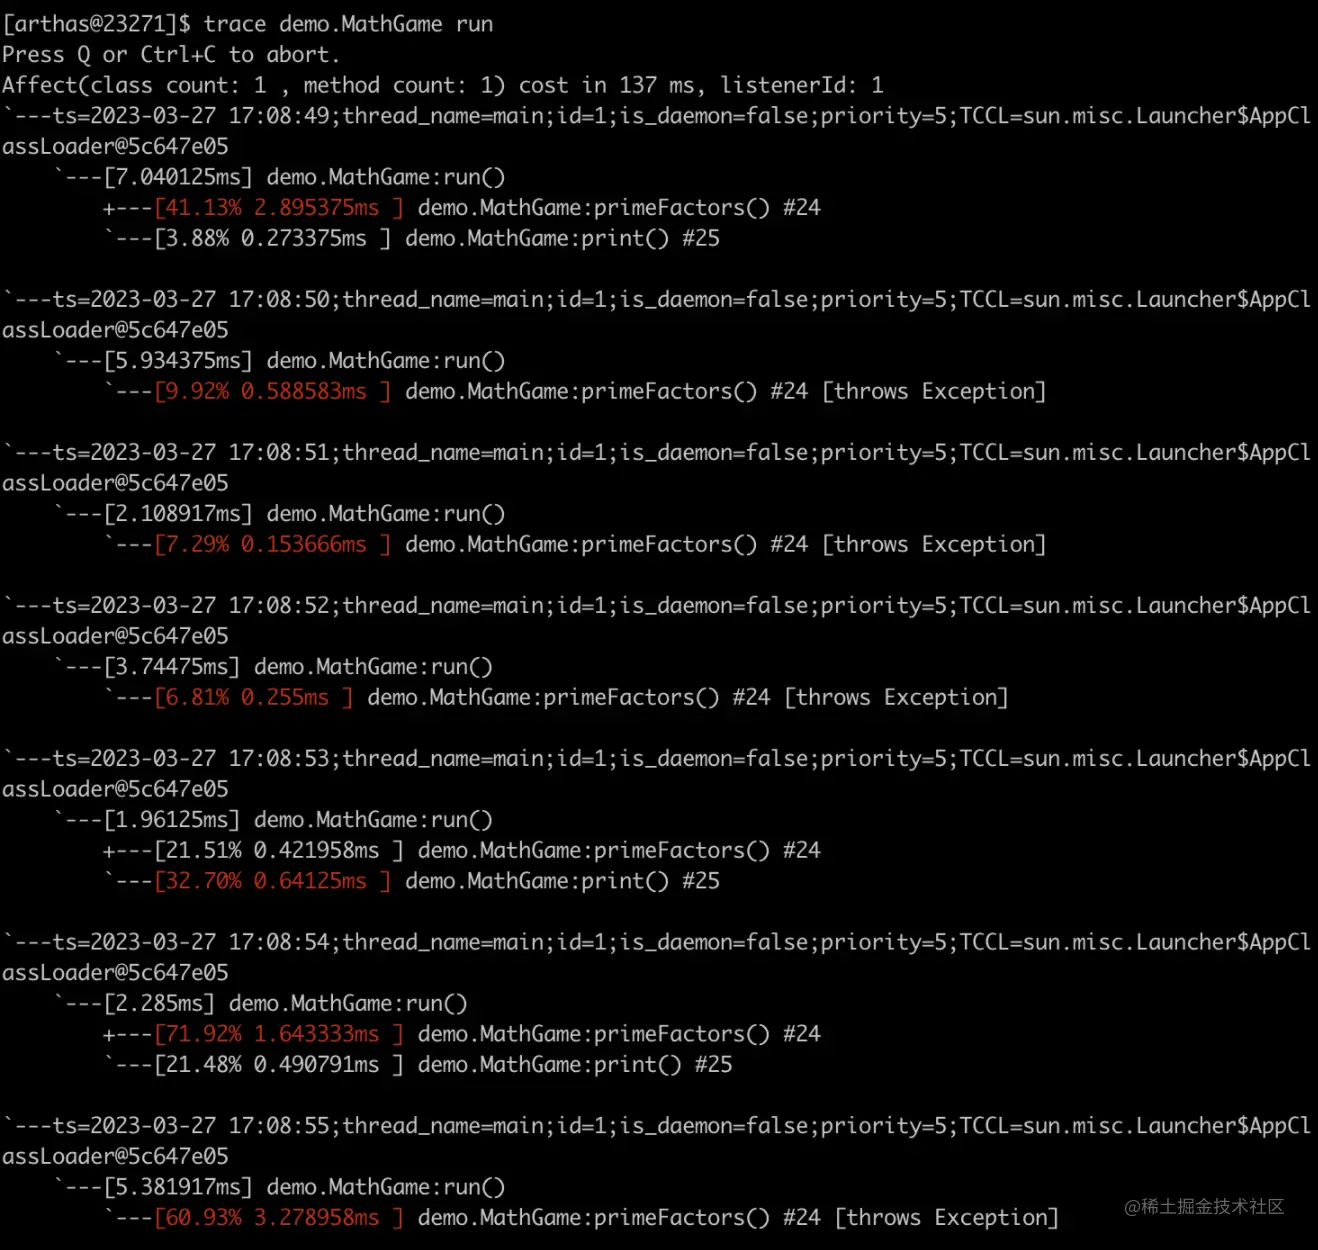 [arthas@23271]$ trace demo.MathGame run
Press Q or Ctrl+C to abort.
Affect(class count: 1 , method count: 1) cost in 137 ms, listenerId: 1
`---ts=2023-03-27 17:08:49;thread_name=main;id=1;is_daemon=false;priority=5;TCCL=sun.misc.Launcher$AppCl
assLoader@5c647e05
    `---[7.040125ms] demo.MathGame:run()
        +---[41.13% 2.895375ms ] demo.MathGame:primeFactors() #24
        `---[3.88% 0.273375ms ] demo.MathGame:print() #25

`---ts=2023-03-27 17:08:50;thread_name=main;id=1;is_daemon=false;priority=5;TCCL=sun.misc.Launcher$AppCl
assLoader@5c647e05
    `---[5.934375ms] demo.MathGame:run()
        `---[9.92% 0.588583ms ] demo.MathGame:primeFactors() #24 [throws Exception]

`---ts=2023-03-27 17:08:51;thread_name=main;id=1;is_daemon=false;priority=5;TCCL=sun.misc.Launcher$AppCl
assLoader@5c647e05
    `---[2.108917ms] demo.MathGame:run()
        `---[7.29% 0.153666ms ] demo.MathGame:primeFactors() #24 [throws Exception]

`---ts=2023-03-27 17:08:52;thread_name=main;id=1;is_daemon=false;priority=5;TCCL=sun.misc.Launcher$AppCl
assLoader@5c647e05
    `---[3.74475ms] demo.MathGame:run()
        `---[6.81% 0.255ms ] demo.MathGame:primeFactors() #24 [throws Exception]

`---ts=2023-03-27 17:08:53;thread_name=main;id=1;is_daemon=false;priority=5;TCCL=sun.misc.Launcher$AppCl
assLoader@5c647e05
    `---[1.96125ms] demo.MathGame:run()
        +---[21.51% 0.421958ms ] demo.MathGame:primeFactors() #24
        `---[32.70% 0.64125ms ] demo.MathGame:print() #25

`---ts=2023-03-27 17:08:54;thread_name=main;id=1;is_daemon=false;priority=5;TCCL=sun.misc.Launcher$AppCl
assLoader@5c647e05
    `---[2.285ms] demo.MathGame:run()
        +---[71.92% 1.643333ms ] demo.MathGame:primeFactors() #24
        `---[21.48% 0.490791ms ] demo.MathGame:print() #25

`---ts=2023-03-27 17:08:55;thread_name=main;id=1;is_daemon=false;priority=5;TCCL=sun.misc.Launcher$AppCl
assLoader@5c647e05
    `---[5.381917ms] demo.MathGame:run()
        `---[60.93% 3.278958ms ] demo.MathGame:primeFactors() #24 [throws Exception]
@稀土掘金技术社区